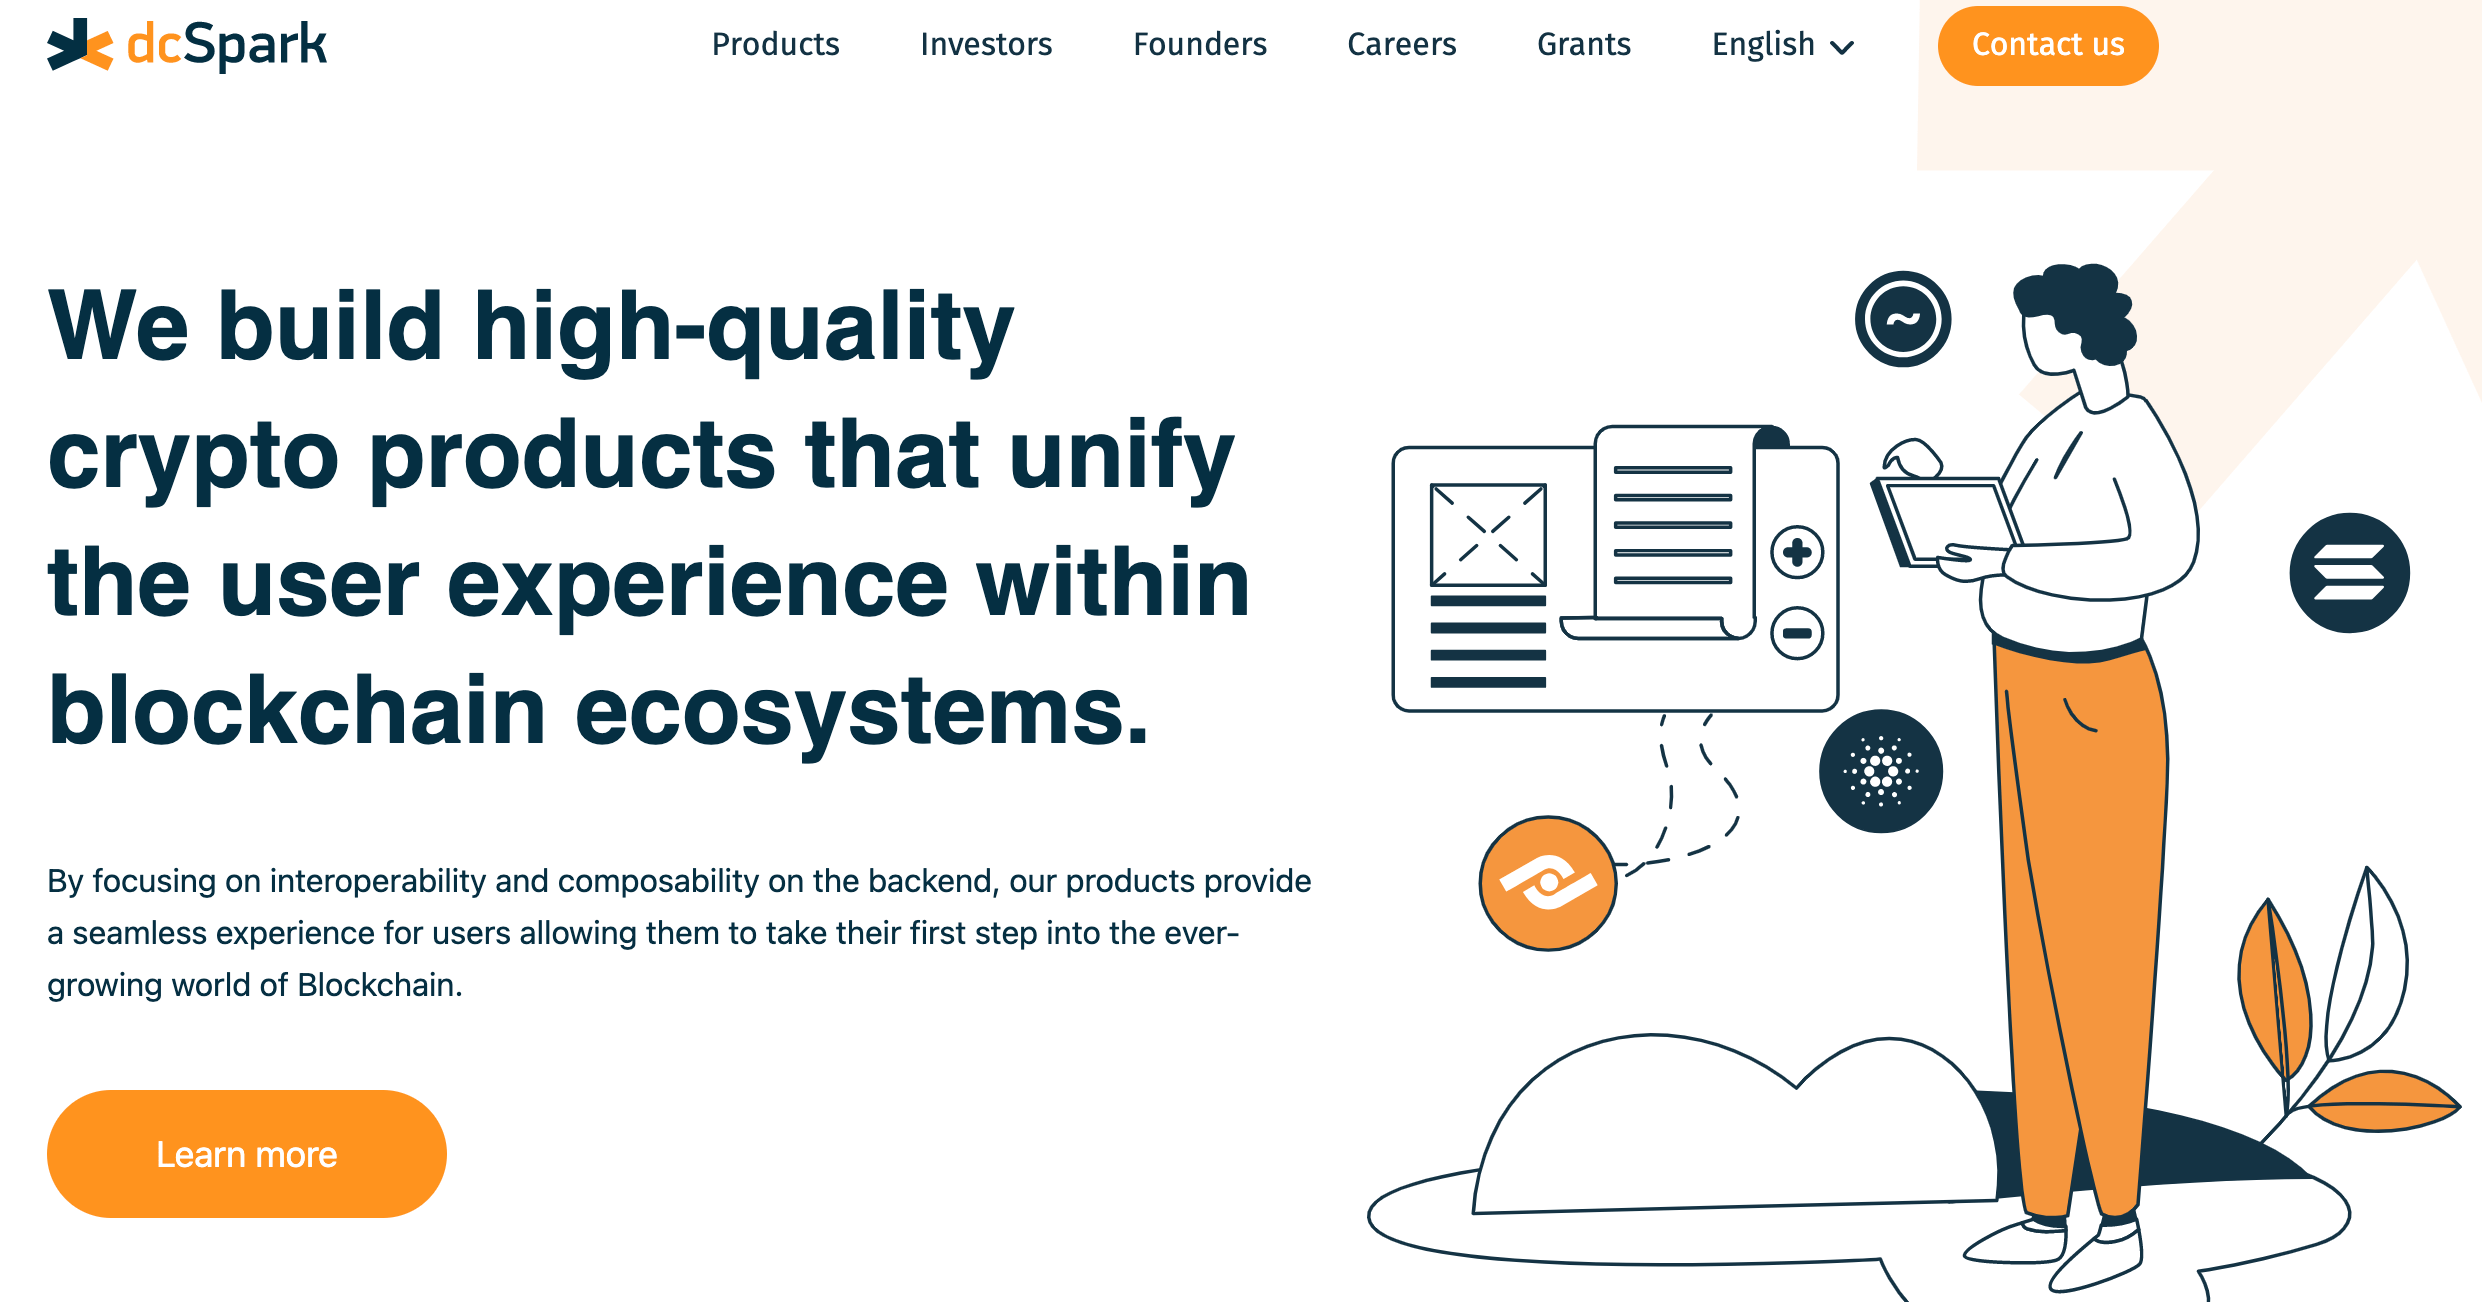 dcSpark
Products Investors Founders Careers Grants English Contact us
We build high-quality
crypto products that unify
the user experience within
blockchain ecosystems.
By focusing on interoperability and composability on the backend, our products provide
a seamless experience for users allowing them to take their first step into the ever-
growing world of Blockchain.
Learn more